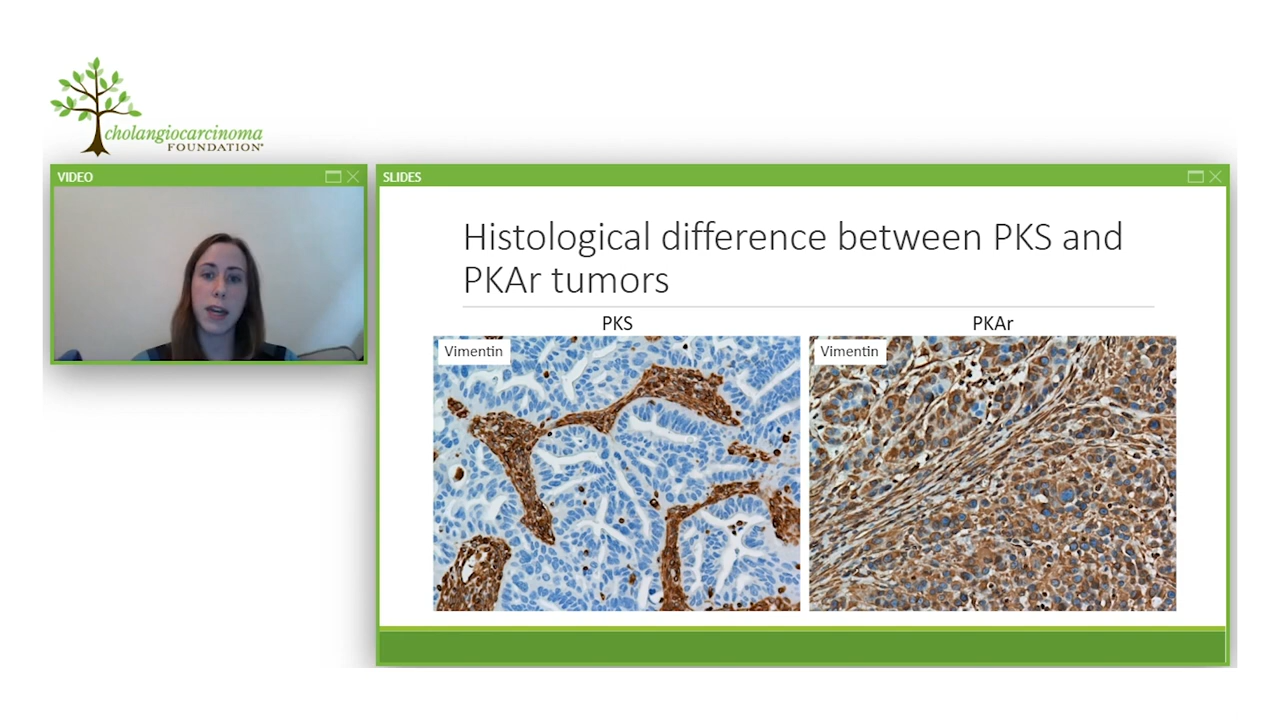 cholangiocarcinoma
FOUNDATION®
VIDEO
SLIDES
Histological difference between PKS and
PKAr tumors
PKS
PKAr
Vimentin
Vimentin